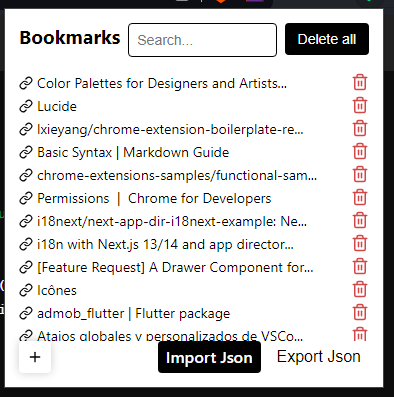 Bookmarks Search... Delete all
Color Palettes for Designers and Artists...
Lucide
lxieyang/chrome-extension-boilerplate-re...
Basic Syntax | Markdown Guide
chrome-extensions-samples/functional-sam...
Permissions | Chrome for Developers
i18next/next-app-dir-i18next-example: Ne...
i18n with Next.js 13/14 and app director...
[Feature Request] A Drawer Component for...
Icônes
admob_flutter | Flutter package
Atajos globales y personalizados de VSCo...
+ Import Json Export Json